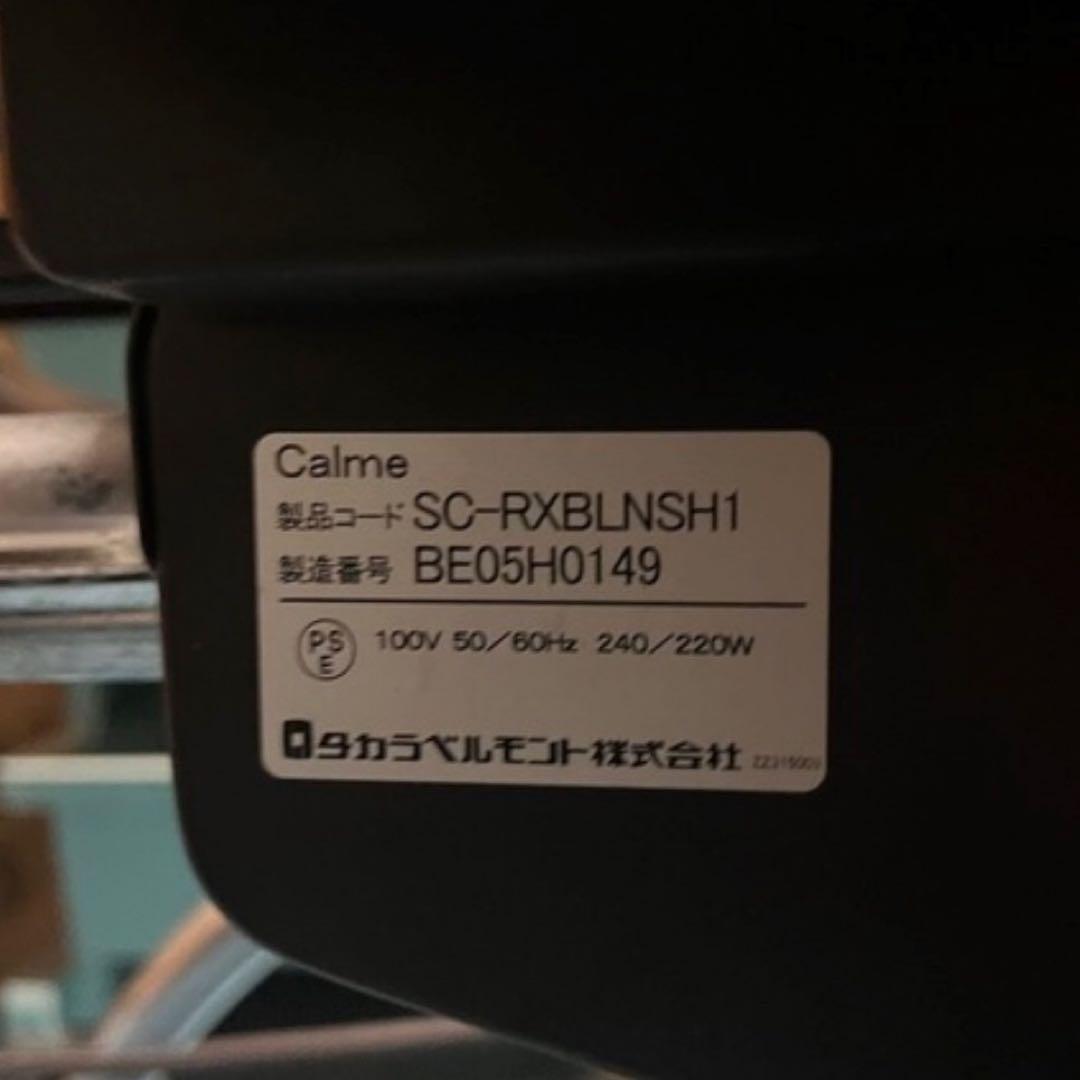 Calme
製品コード SC-RXBLNSH1
製造番号 BE05H0149
PSE 100V 50/60Hz 240/220W
タカラベルモント株式会社